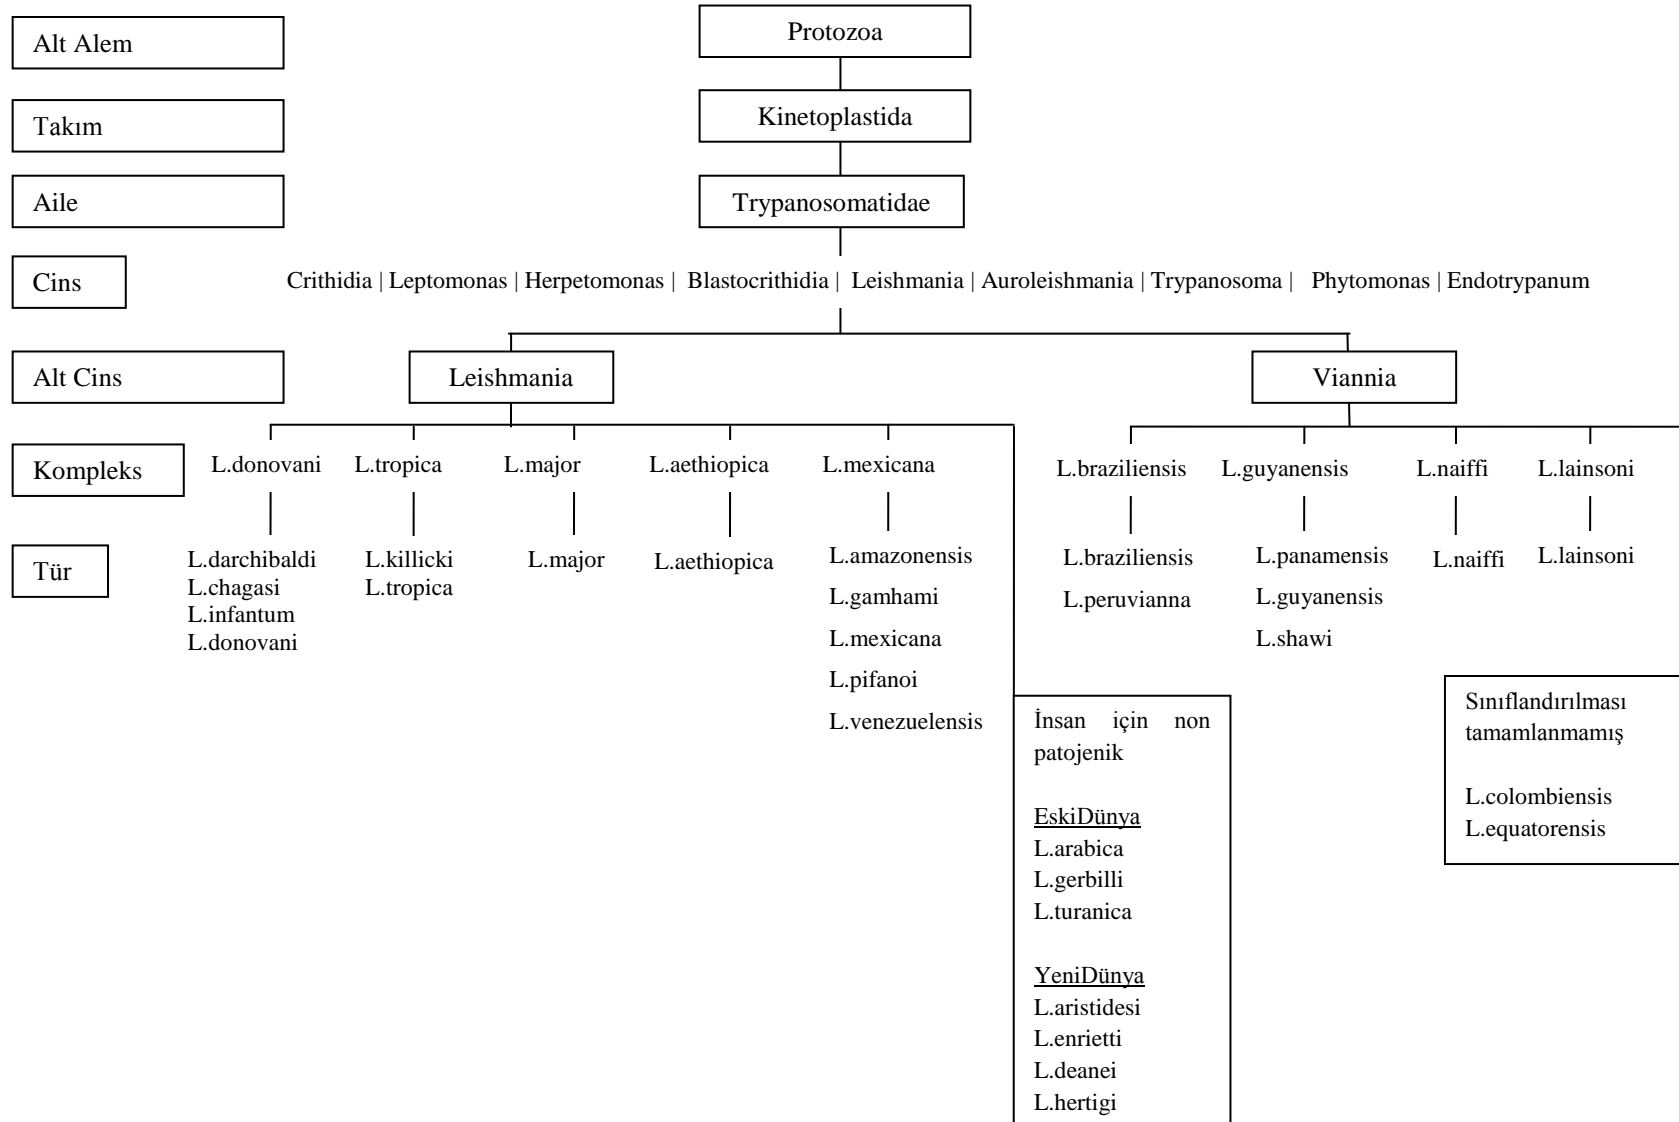 Alt Alem
Protozoa
Takım
Kinetoplastida
Aile
Trypanosomatidae
Cins
Crithidia | Leptomonas | Herpetomonas | Blastocrithidia | Leishmania | Auroleishmania | Trypanosoma | Phytomonas | Endotrypanum
Alt Cins
Leishmania
Viannia
Kompleks
L.donovani
L.tropica
L.major
L.aethiopica
L.mexicana
L.braziliensis
L.guyanensis
L.naiffi
L.lainsoni
Tür
L.darchibaldi
L.chagasi
L.infantum
L.donovani
L.killicki
L.tropica
L.major
L.aethiopica
L.amazonensis
L.gamhami
L.mexicana
L.pifanoi
L.venezuelensis
L.braziliensis
L.peruvianna
L.panamensis
L.guyanensis
L.shawi
L.naiffi
L.lainsoni
İnsan için non
patojenik
EskiDünya
L.arabica
L.gerbilli
L.turanica
YeniDünya
L.aristidesi
L.enrietti
L.deanei
L.hertigi
Sınıflandırılması
tamamlanmamış
L.colombiensis
L.equatorensis